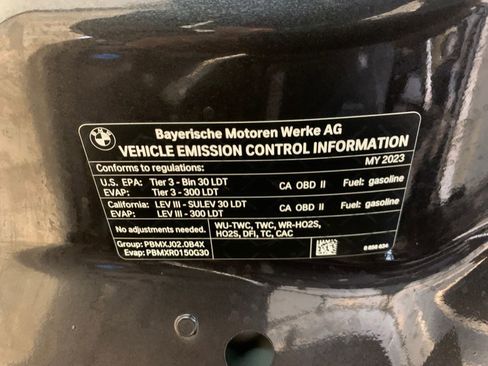 BMW
Bayerische Motoren Werke AG
VEHICLE EMISSION CONTROL INFORMATION
Conforms to regulations: MY 2023
U.S. EPA: Tier 3 - Bin 30 LDT CA OBD II Fuel: gasoline
EVAP: Tier 3 - 300 LDT
California: LEV III - SULEV 30 LDT CA OBD II Fuel: gasoline
EVAP: LEV III - 300 LDT
No adjustments needed. WU-TWC, TWC, WR-HO2S,
HO2S, DFI, TC, CAC
Group: PBMXJ02.0B4X
Evap: PBMXR0150G30